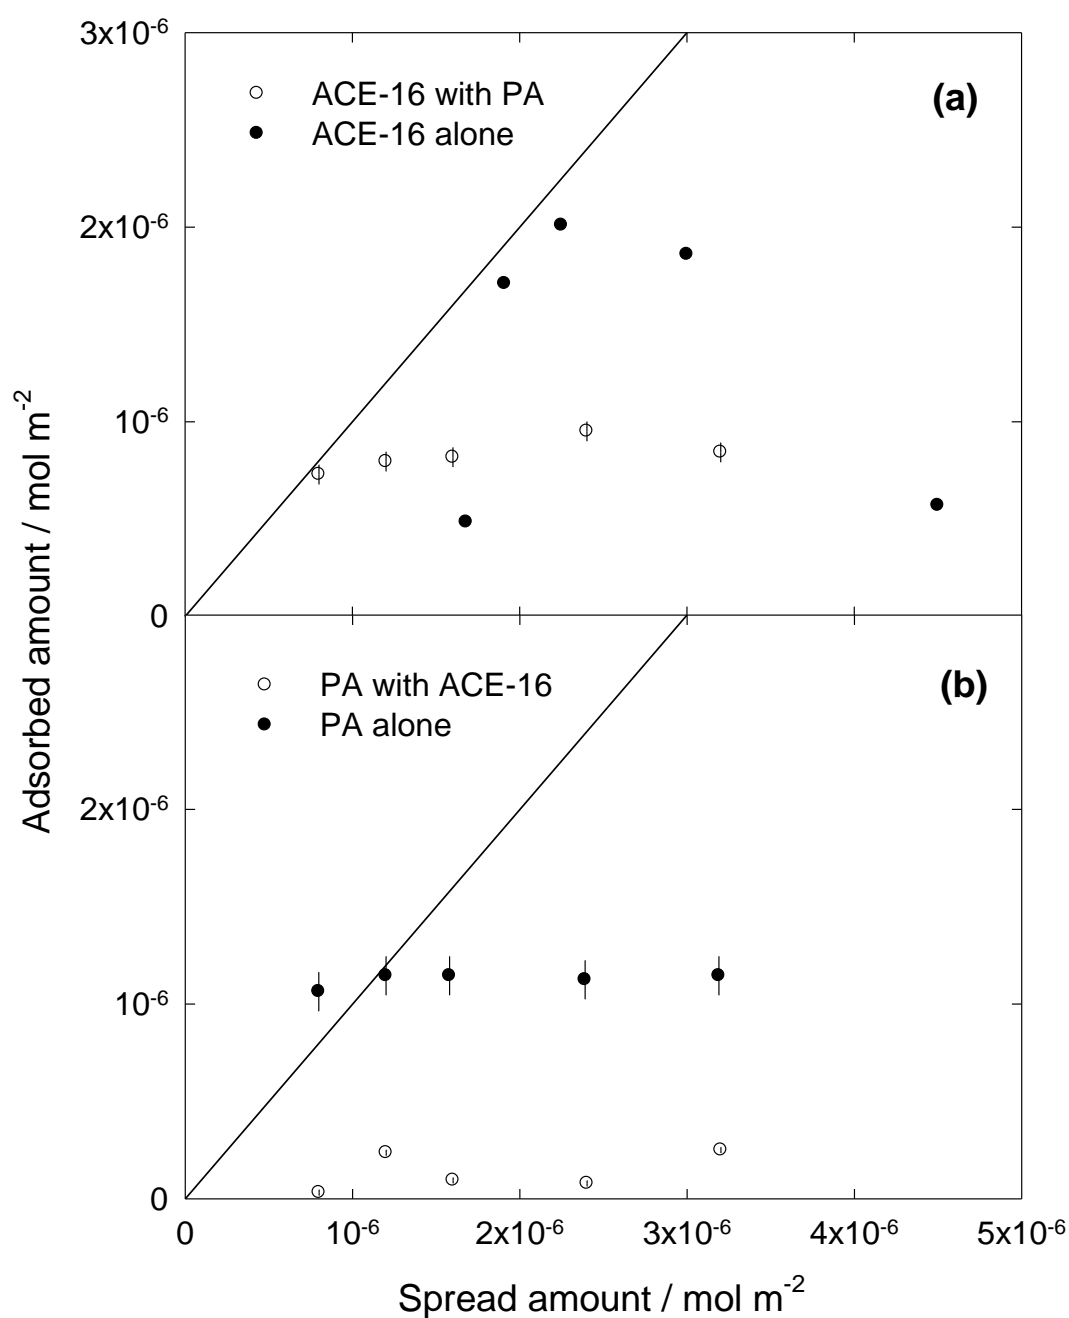 3x10⁻⁶
ACE-16 with PA
(a)
ACE-16 alone
2x10⁻⁶
10⁻⁶
0
Adsorbed amount / mol m⁻²
PA with ACE-16
(b)
PA alone
2x10⁻⁶
10⁻⁶
0
0 10⁻⁶ 2x10⁻⁶ 3x10⁻⁶ 4x10⁻⁶ 5x10⁻⁶
Spread amount / mol m⁻²